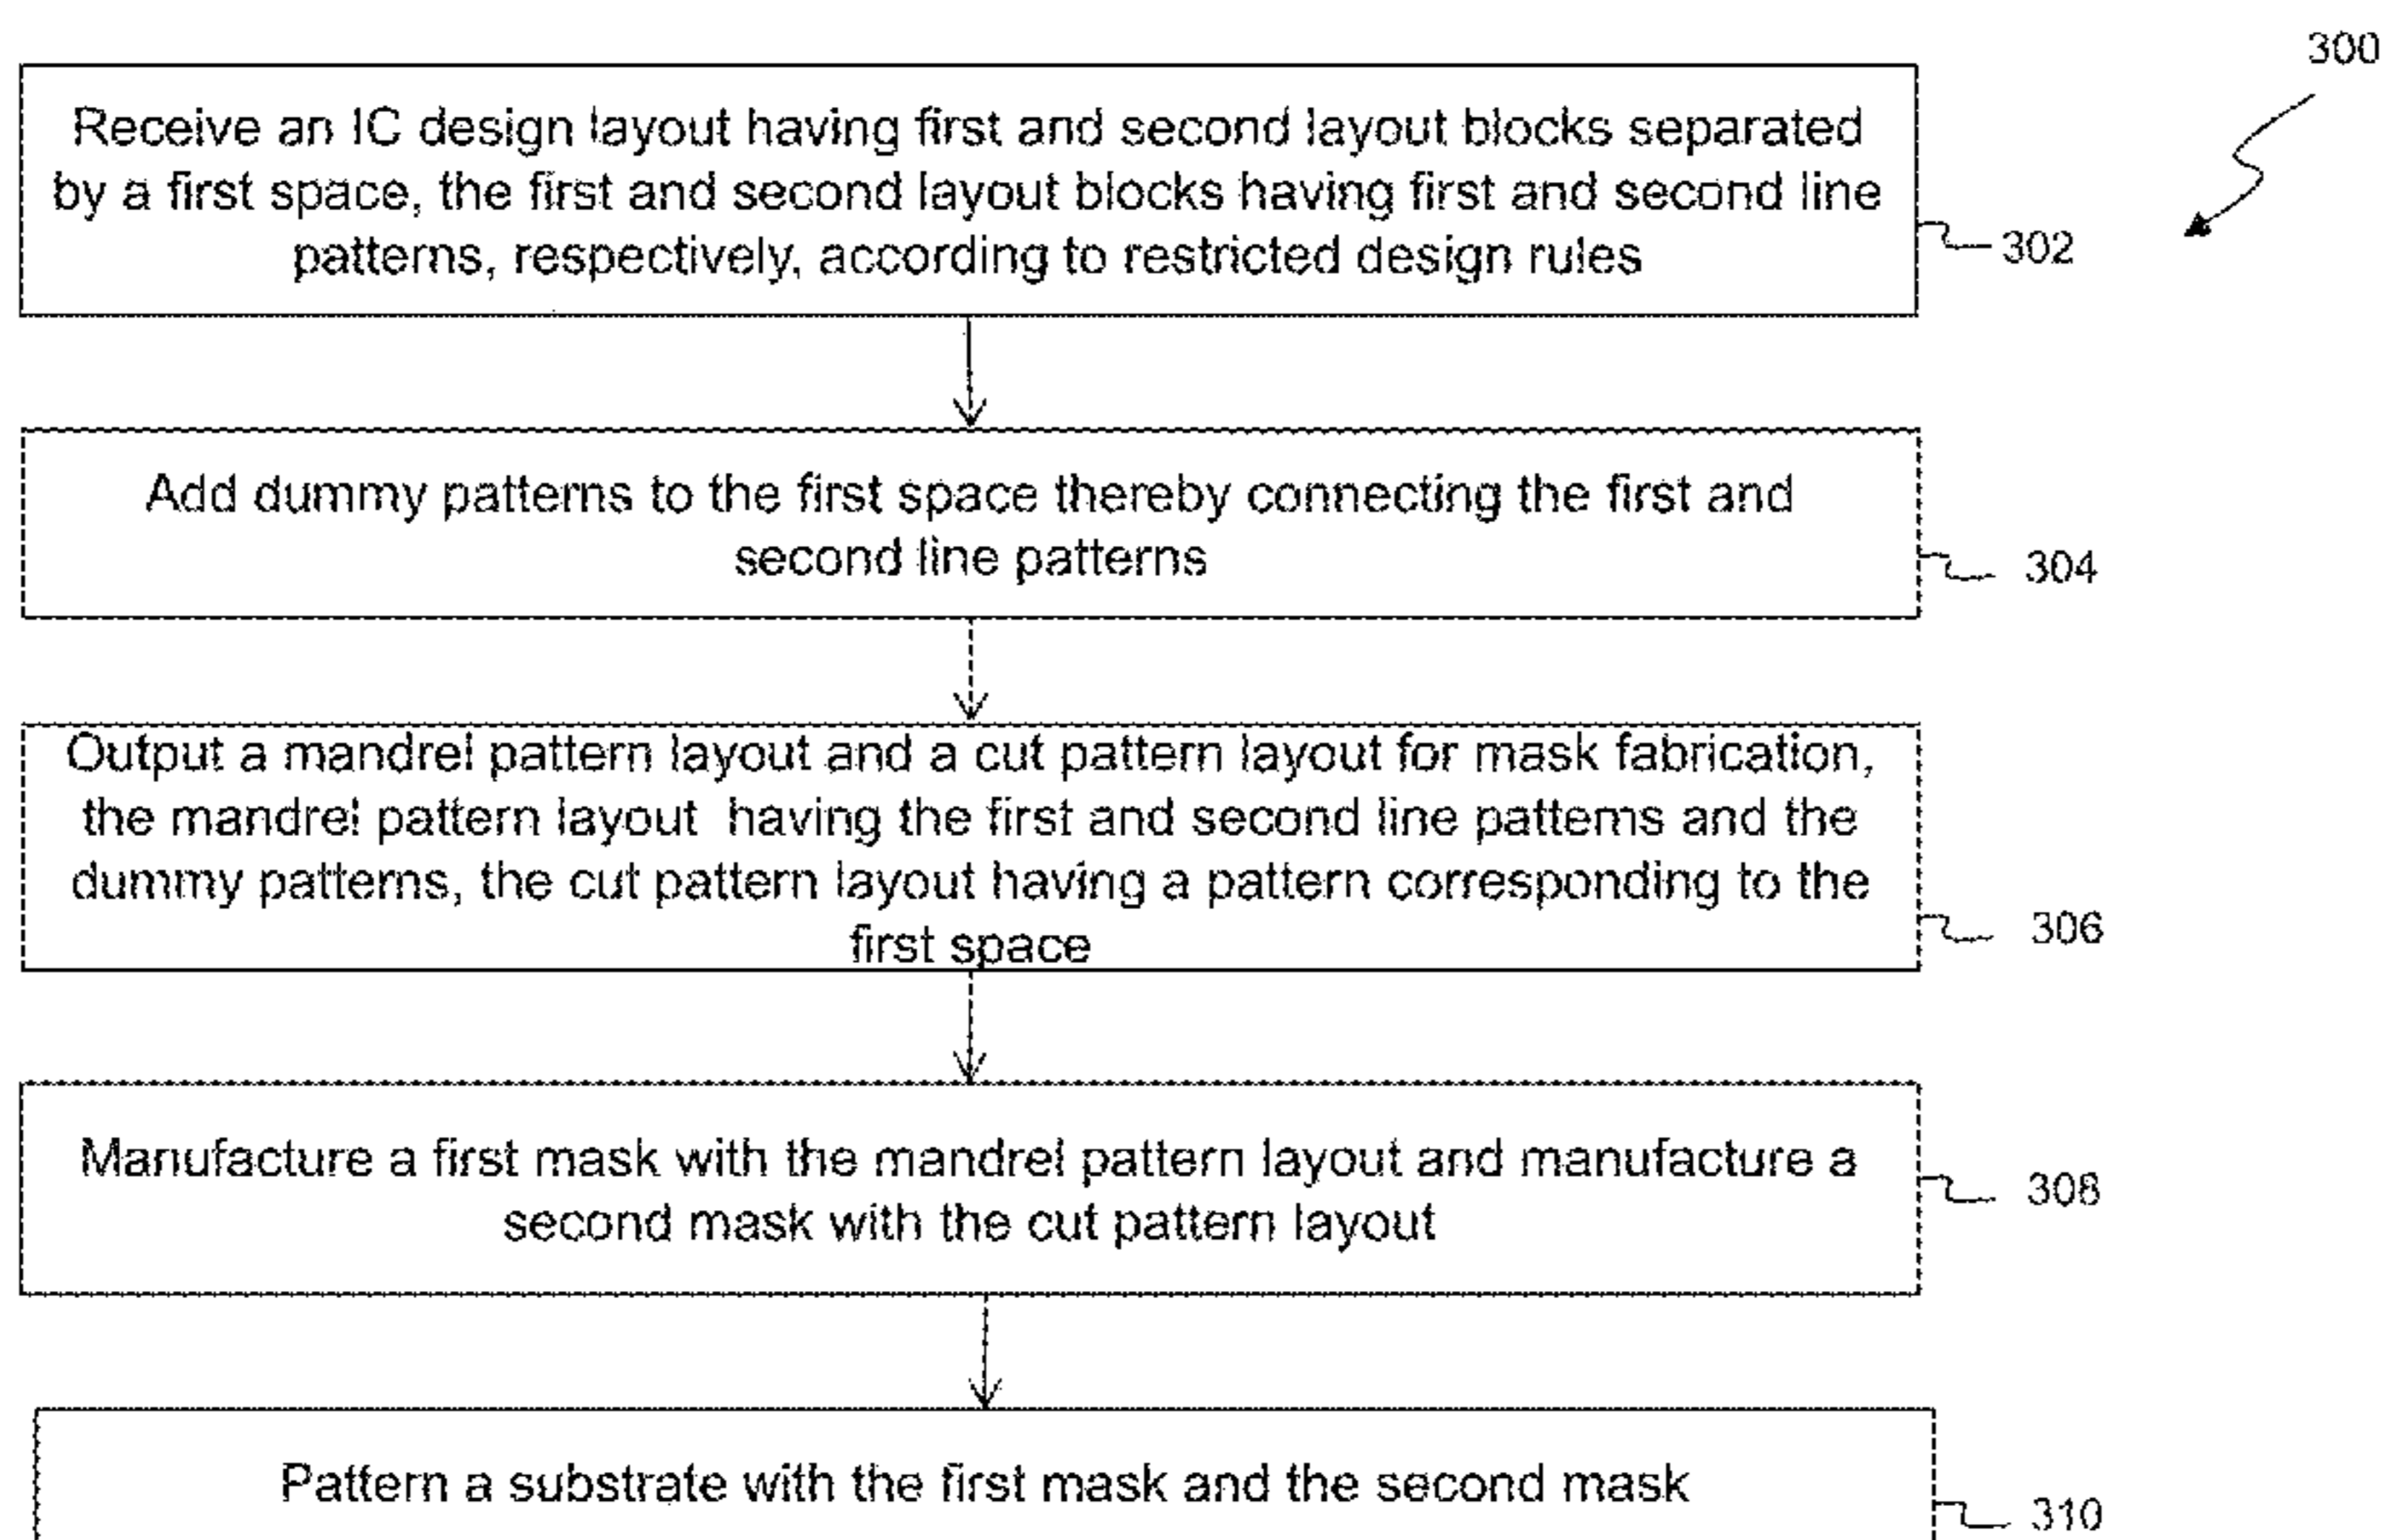 300
Receive an IC design layout having first and second layout blocks separated
by a first space, the first and second layout blocks having first and second line
patterns, respectively, according to restricted design rules
302
Add dummy patterns to the first space thereby connecting the first and
second line patterns
304
Output a mandrel pattern layout and a cut pattern layout for mask fabrication,
the mandrel pattern layout having the first and second line patterns and the
dummy patterns, the cut pattern layout having a pattern corresponding to the
first space
306
Manufacture a first mask with the mandrel pattern layout and manufacture a
second mask with the cut pattern layout
308
Pattern a substrate with the first mask and the second mask
310